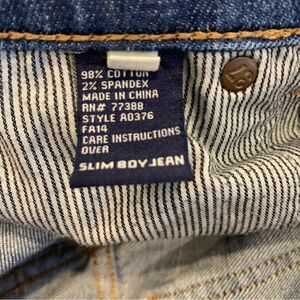 98% COTTON
2% SPANDEX
MADE IN CHINA
RN# 77388
STYLE A0376
FA14
CARE INSTRUCTIONS
OVER
SLIM BOY JEAN